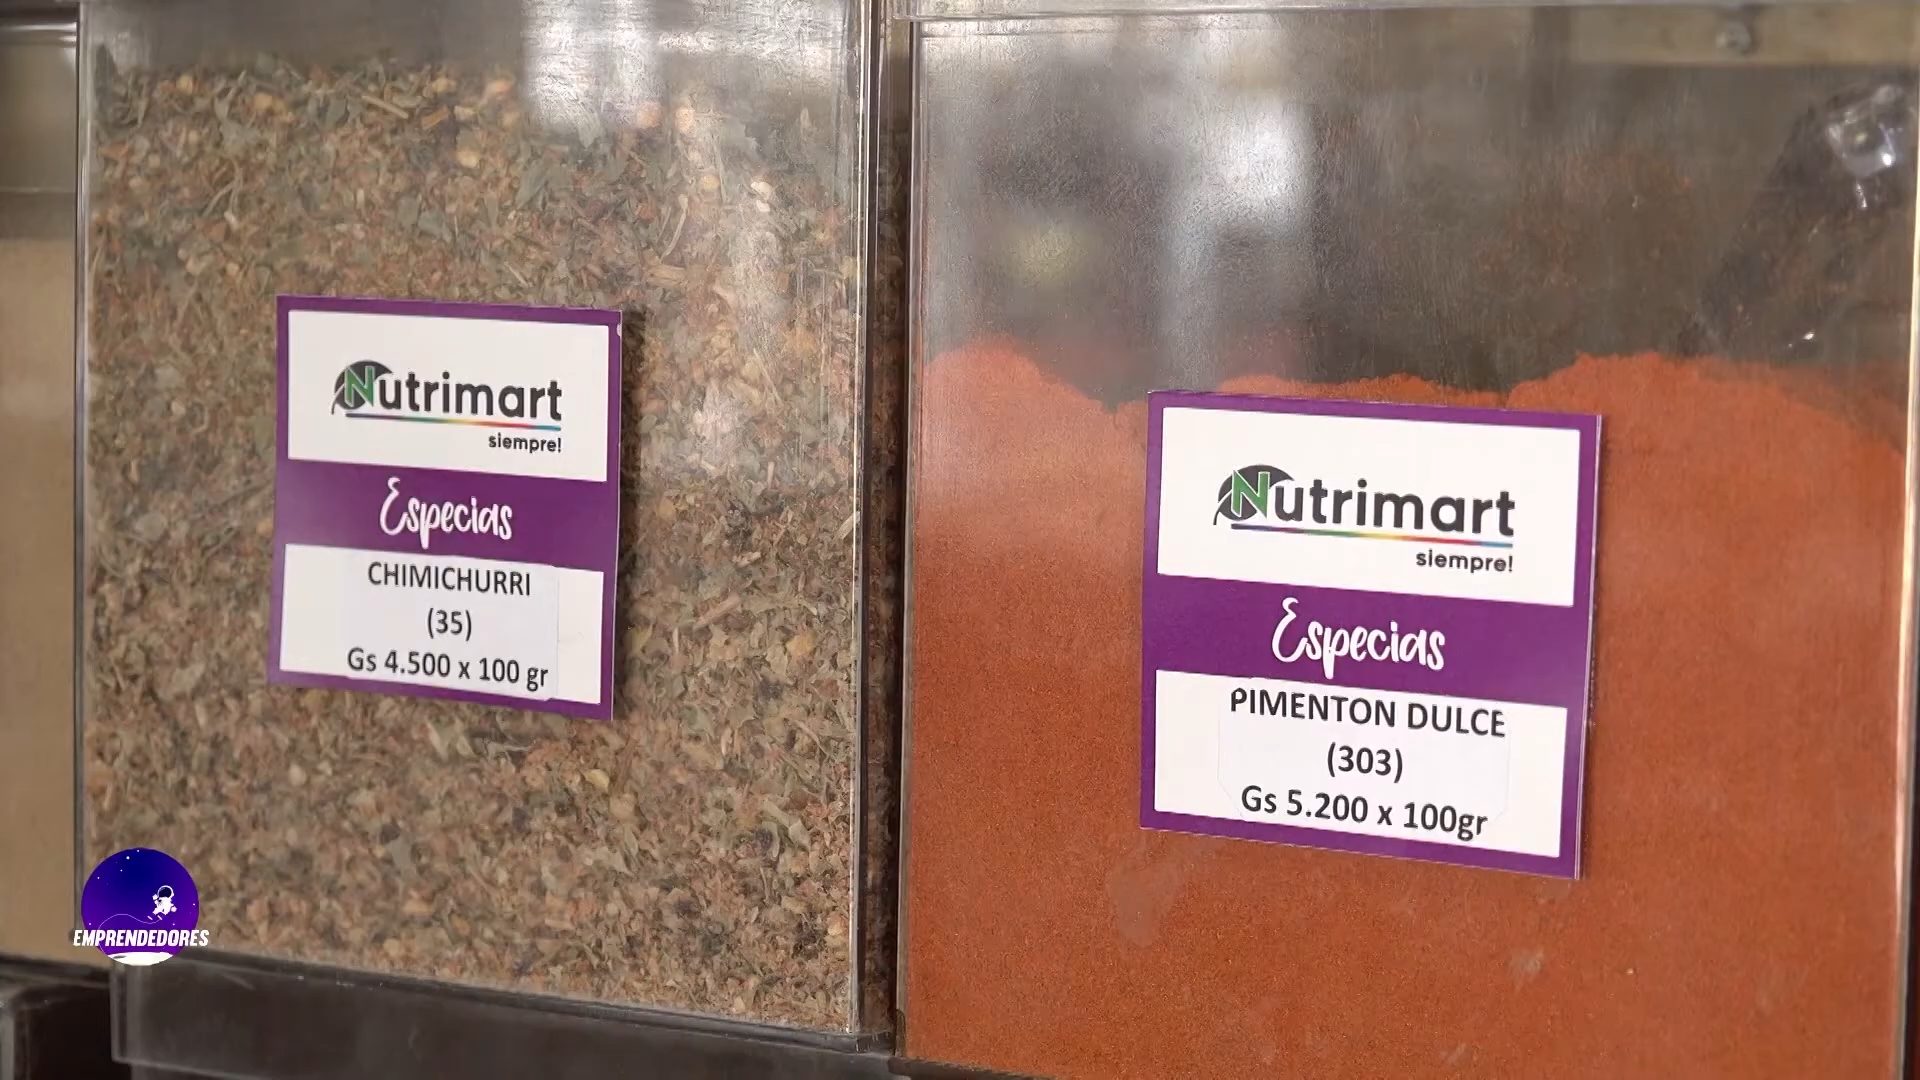 Nutrimart
siempre!
Especias
CHIMICHURRI
(35)
Gs 4.500 x 100 gr
Nutrimart
siempre!
Especias
PIMENTON DULCE
(303)
Gs 5.200 x 100gr
EMPRENDEDORES